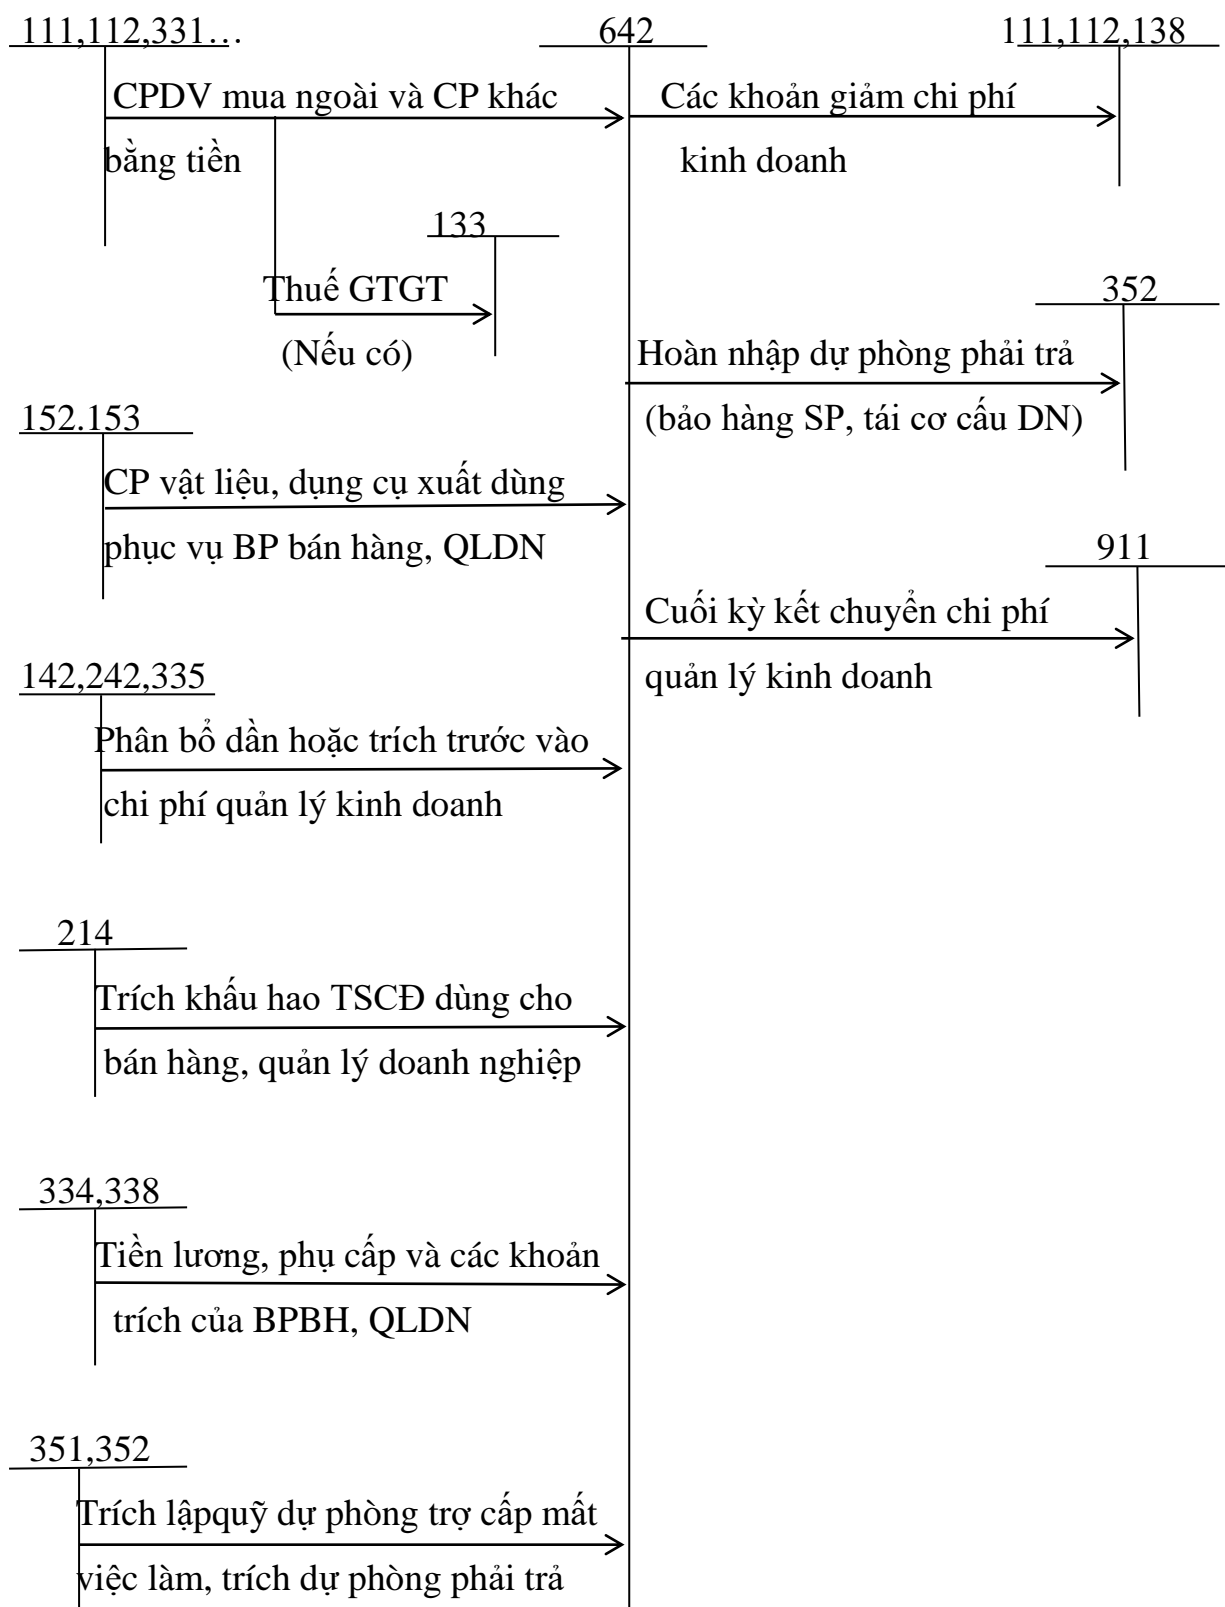 111,112,331…
642
111,112,138
CPDV mua ngoài và CP khác
bằng tiền
Các khoản giảm chi phí
kinh doanh
133
Thuế GTGT
(Nếu có)
352
Hoàn nhập dự phòng phải trả
(bảo hàng SP, tái cơ cấu DN)
152.153
CP vật liệu, dụng cụ xuất dùng
phục vụ BP bán hàng, QLDN
911
Cuối kỳ kết chuyển chi phí
quản lý kinh doanh
142,242,335
Phân bổ dần hoặc trích trước vào
chi phí quản lý kinh doanh
214
Trích khấu hao TSCĐ dùng cho
bán hàng, quản lý doanh nghiệp
334,338
Tiền lương, phụ cấp và các khoản
trích của BPBH, QLDN
351,352
Trích lậpquỹ dự phòng trợ cấp mất
việc làm, trích dự phòng phải trả